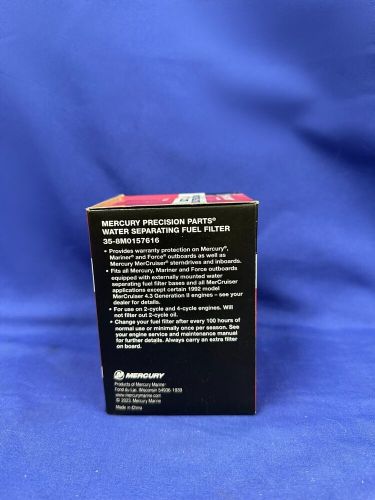 MERCURY PRECISION PARTS®
WATER SEPARATING FUEL FILTER
35-8M0157616
• Provides warranty protection on Mercury®,
Mariner® and Force® outboards as well as
Mercury MerCruiser® sterndrives and inboards.
• Fits all Mercury, Mariner and Force outboards
equipped with externally mounted water
separating fuel filter bases and all MerCruiser
applications except certain 1992 model
MerCruiser 4.3 Generation II engines – see your
dealer for details.
• For use on 2-cycle and 4-cycle engines. Will
not filter out 2-cycle oil.
• Change your fuel filter after every 100 hours of
normal use or minimally once per season. See
your engine service and maintenance manual
for further details. Always carry an extra filter
on board.
MERCURY
Products of Mercury Marine®
Fond du Lac, Wisconsin 54936-1939
www.mercurymarine.com
© 2023, Mercury Marine
Made in China